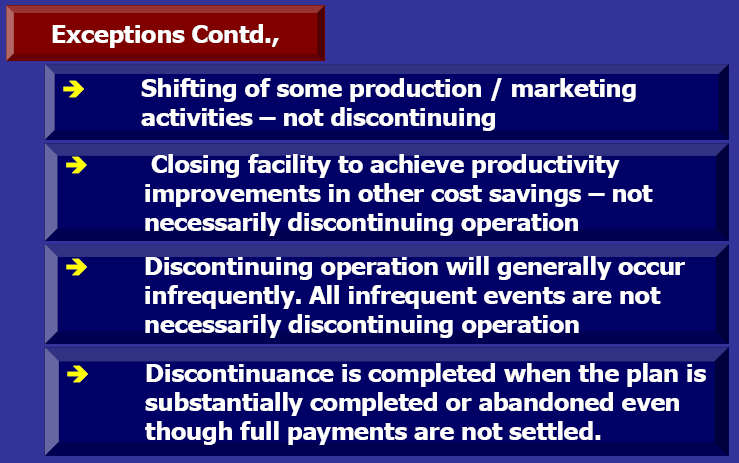 Exceptions Contd.,
➔ Shifting of some production / marketing
activities – not discontinuing
➔ Closing facility to achieve productivity
improvements in other cost savings – not
necessarily discontinuing operation
➔ Discontinuing operation will generally occur
infrequently. All infrequent events are not
necessarily discontinuing operation
➔ Discontinuance is completed when the plan is
substantially completed or abandoned even
though full payments are not settled.